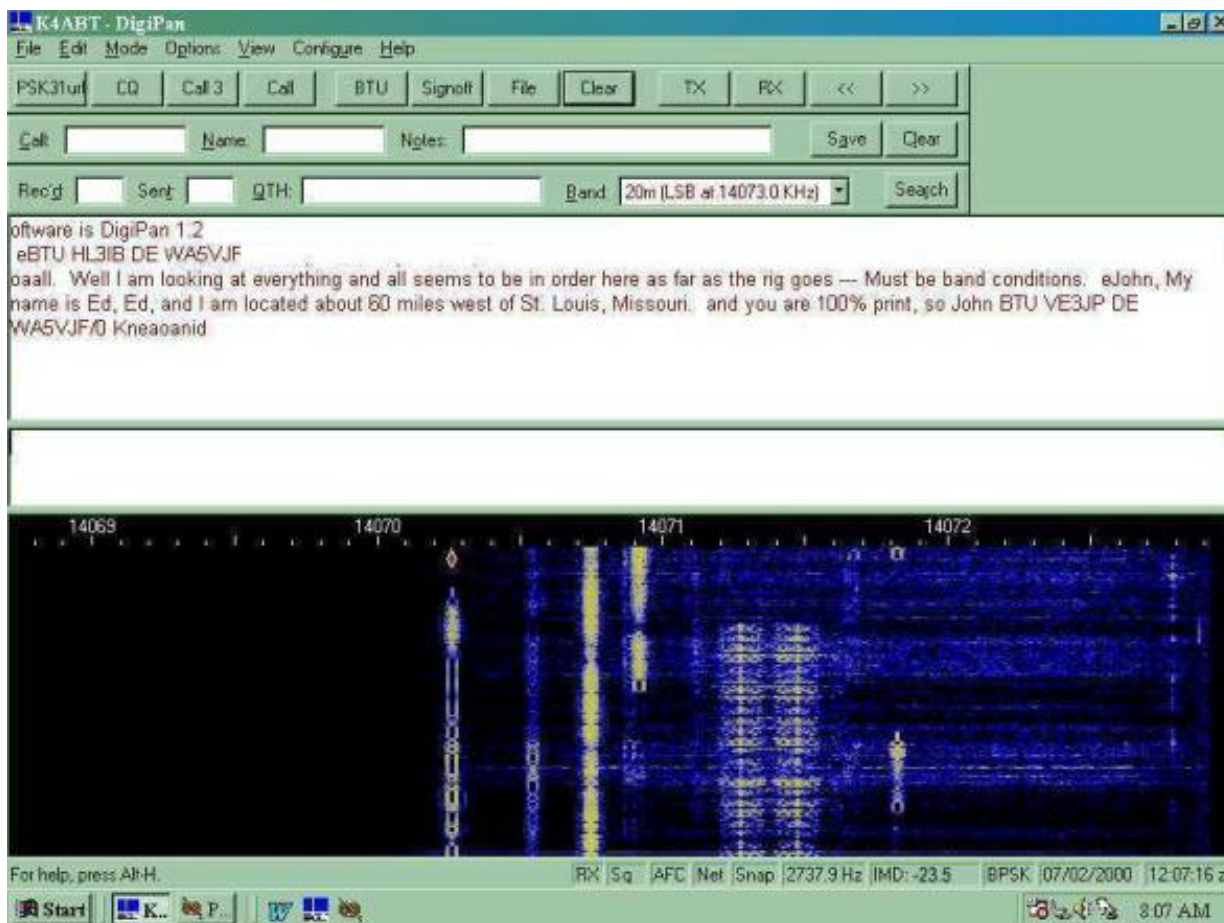 K4ABT - DigiPan
File Edit Mode Options View Configure Help
PSK31url CQ Call 3 Call BTU Signoff File Clear TX RX << >>
Call: Name: Notes: Save Clear
Rec'd Sent QTH: Band 20m (LSB at 14073.0 KHz) Search
oftware is DigiPan 1.2
eBTU HL3IB DE WA5VJF
oaall. Well I am looking at everything and all seems to be in order here as far as the rig goes --- Must be band conditions. eJohn, My
name is Ed, Ed, and I am located about 60 miles west of St. Louis, Missouri. and you are 100% print, so John BTU VE3JP DE
WA5VJF/0 Kneaoanid
14069 14070 14071 14072
For help, press Alt-H. RX Sq AFC Net Snap 2737.9 Hz IMD: -23.5 BPSK 07/02/2000 12:07:16 z
Start K.. P.. W 8:07 AM